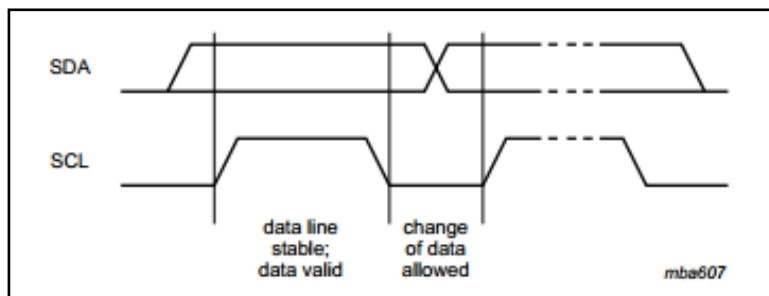 SDA
SCL
data line
stable;
data valid
change
of data
allowed
mba607